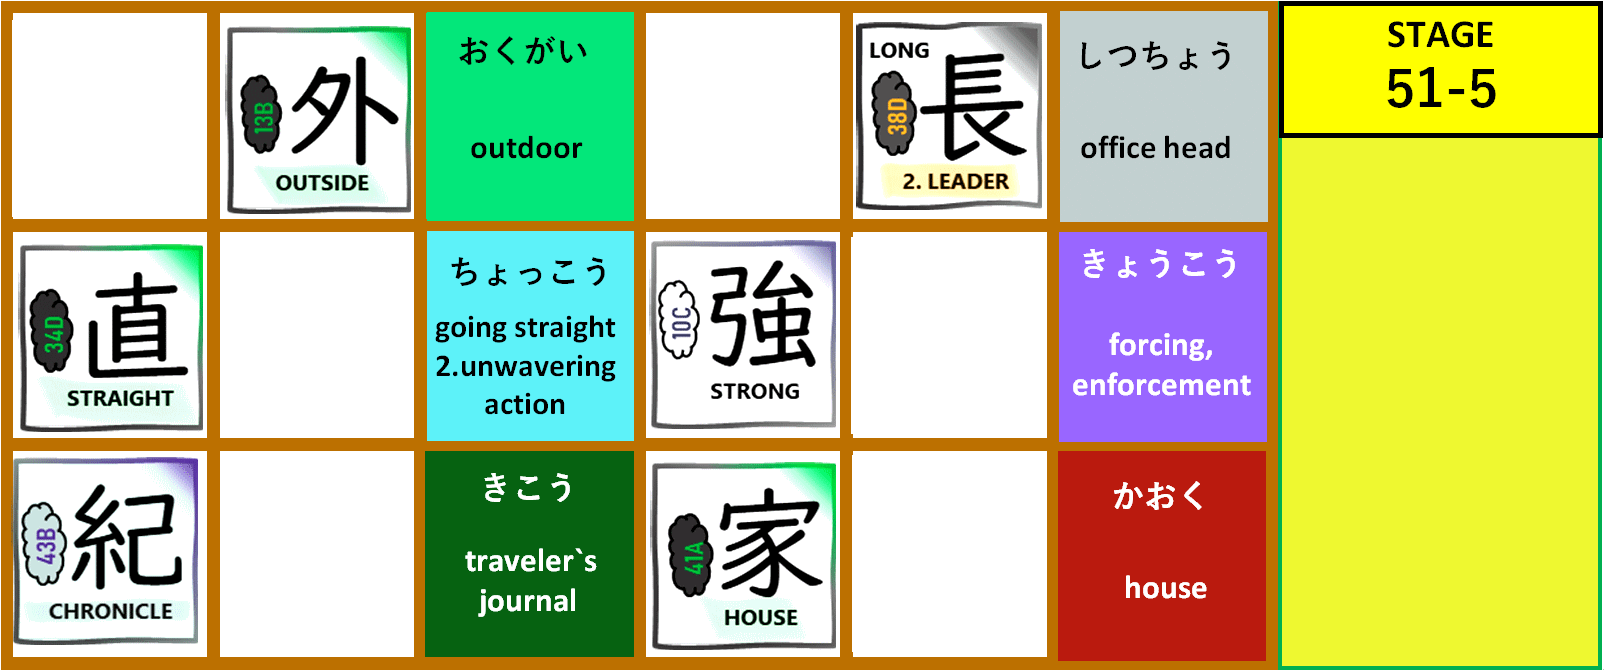 外
13B
OUTSIDE
おくがい
outdoor
LONG
長
38D
2. LEADER
しつちょう
office head
STAGE
51-5
直
34D
STRAIGHT
ちょっこう
going straight
2.unwavering
action
強
10C
STRONG
きょうこう
forcing,
enforcement
紀
43B
CHRONICLE
きこう
traveler`s
journal
家
41A
HOUSE
かおく
house